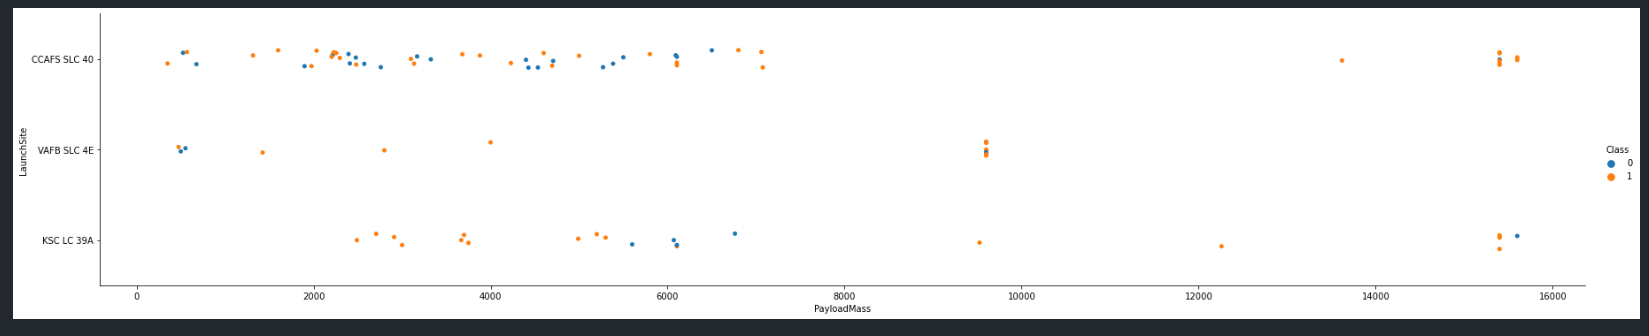 CCAFS SLC 40
VAFB SLC 4E
KSC LC 39A
LaunchSite
0 2000 4000 6000 8000 10000 12000 14000 16000
PayloadMass
Class
0
1